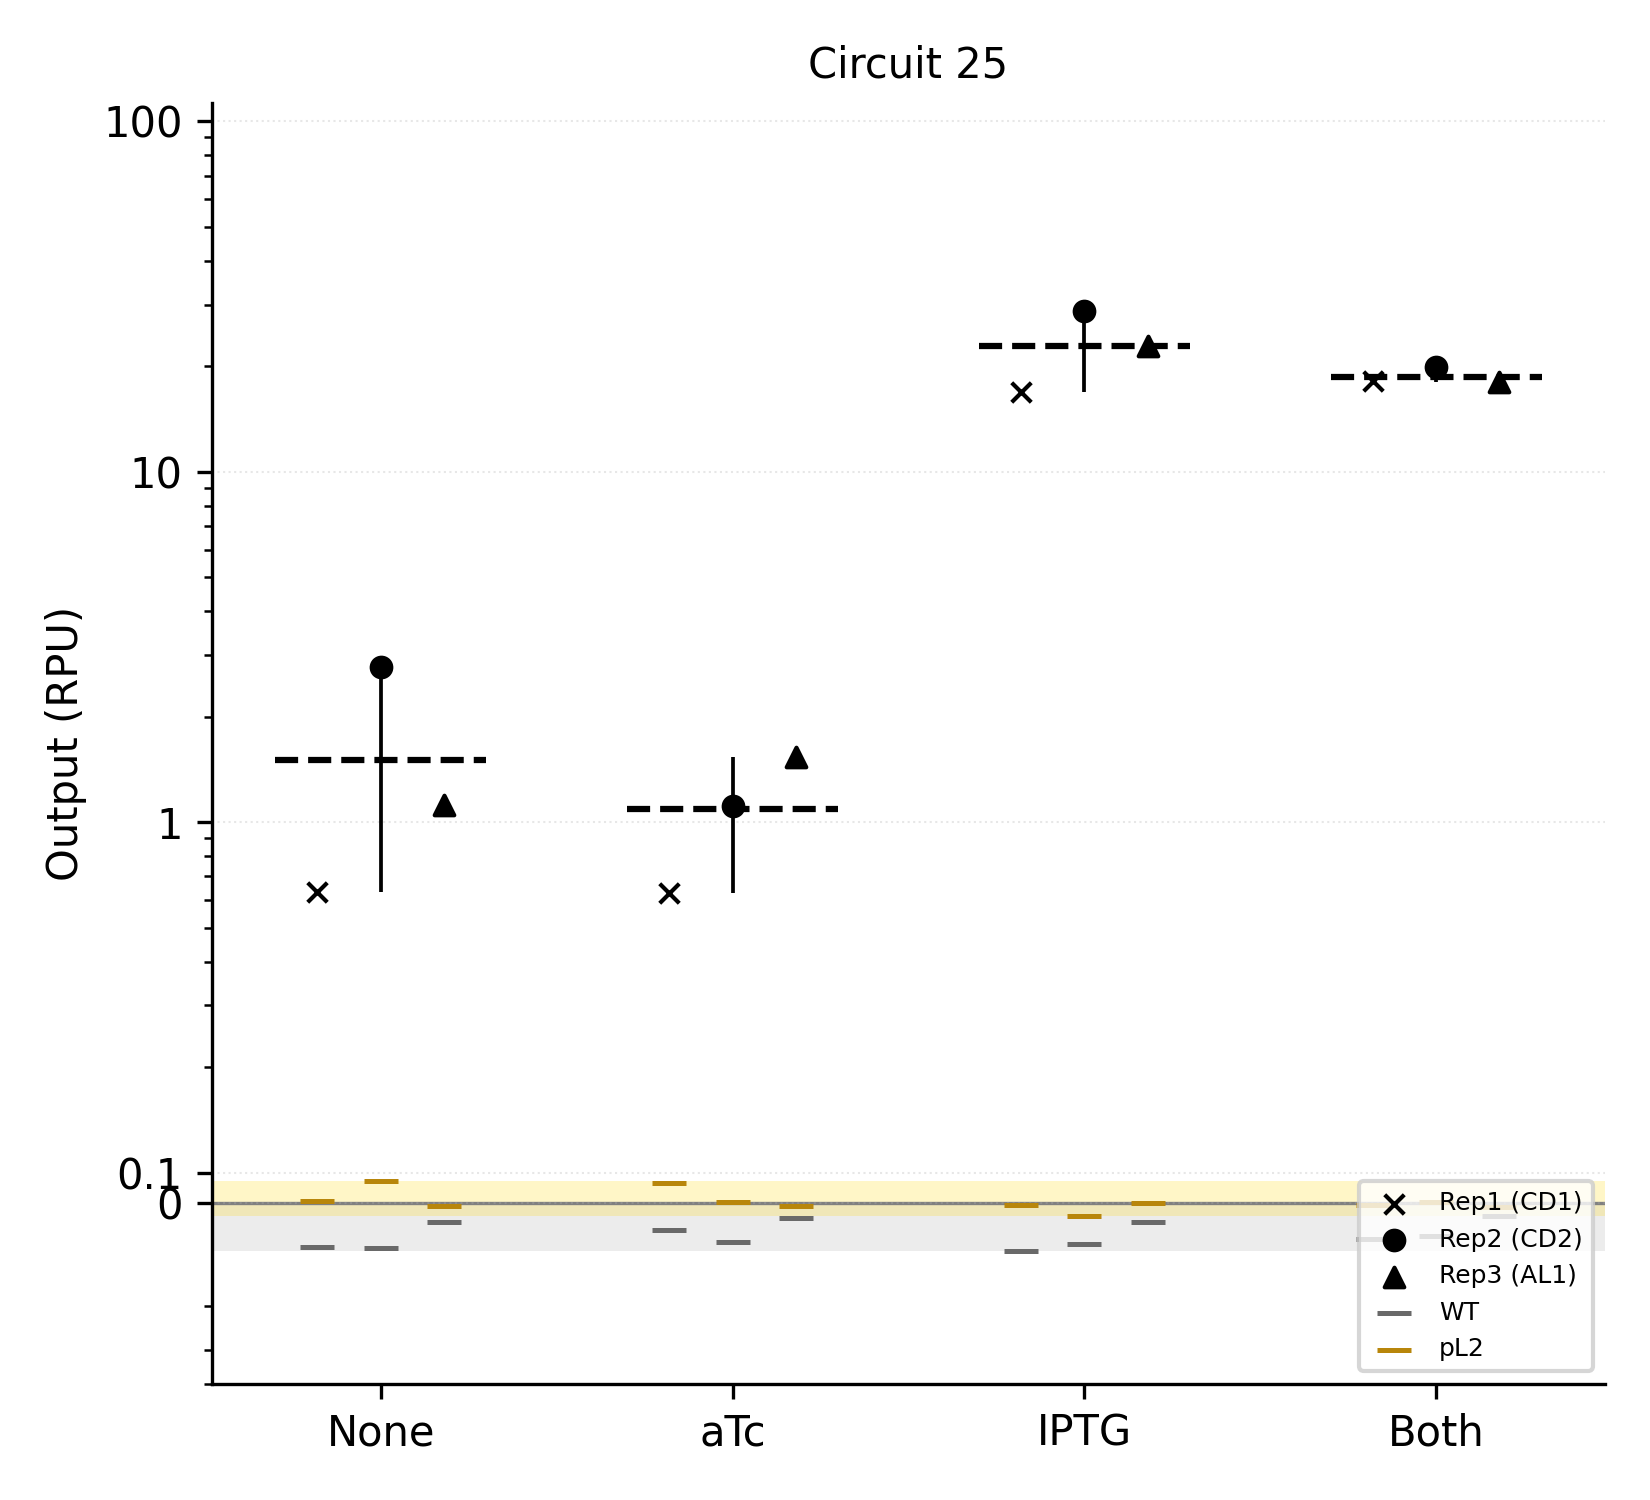 Circuit 25
100
10
1
0.1
0
Output (RPU)
None
aTc
IPTG
Both
Rep1 (CD1)
Rep2 (CD2)
Rep3 (AL1)
WT
pL2